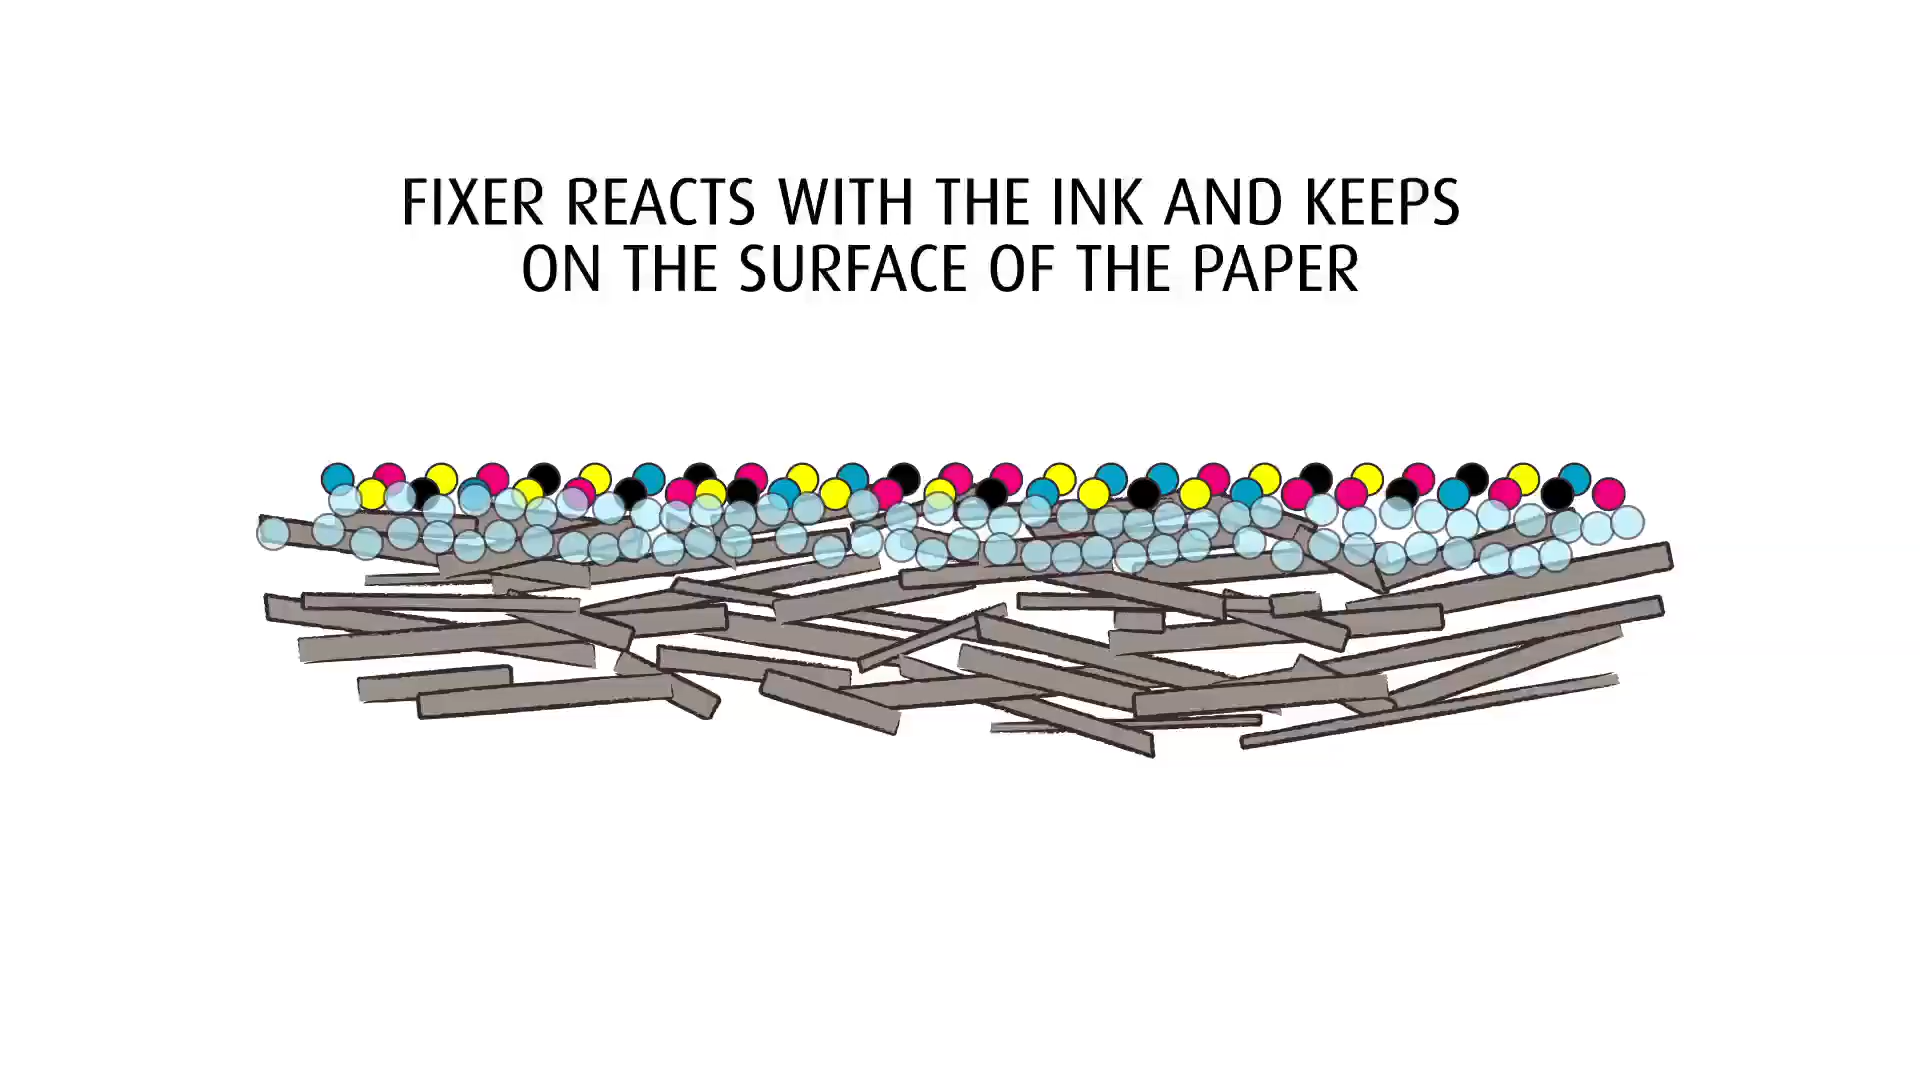 FIXER REACTS WITH THE INK AND KEEPS
ON THE SURFACE OF THE PAPER